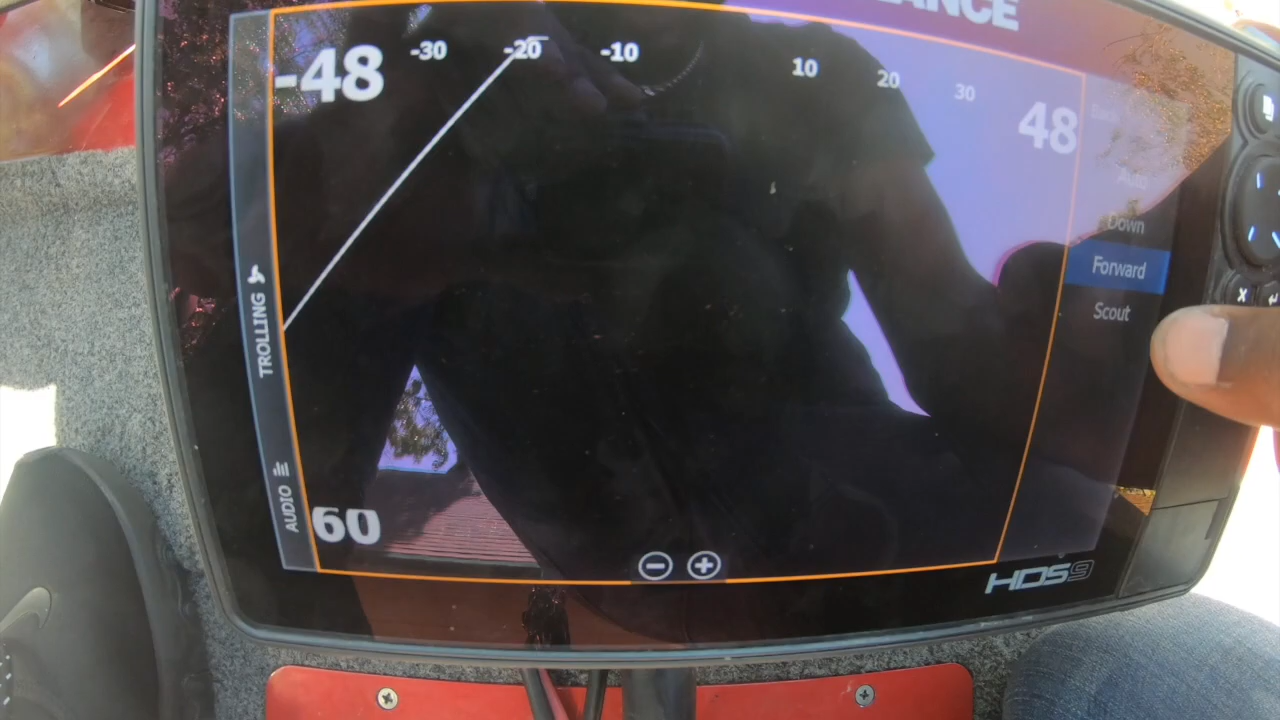 ANCE
-48
-30
-20
-10
10
20
30
48
Auto
Down
Forward
Scout
TROLLING
AUDIO
60
HDS9